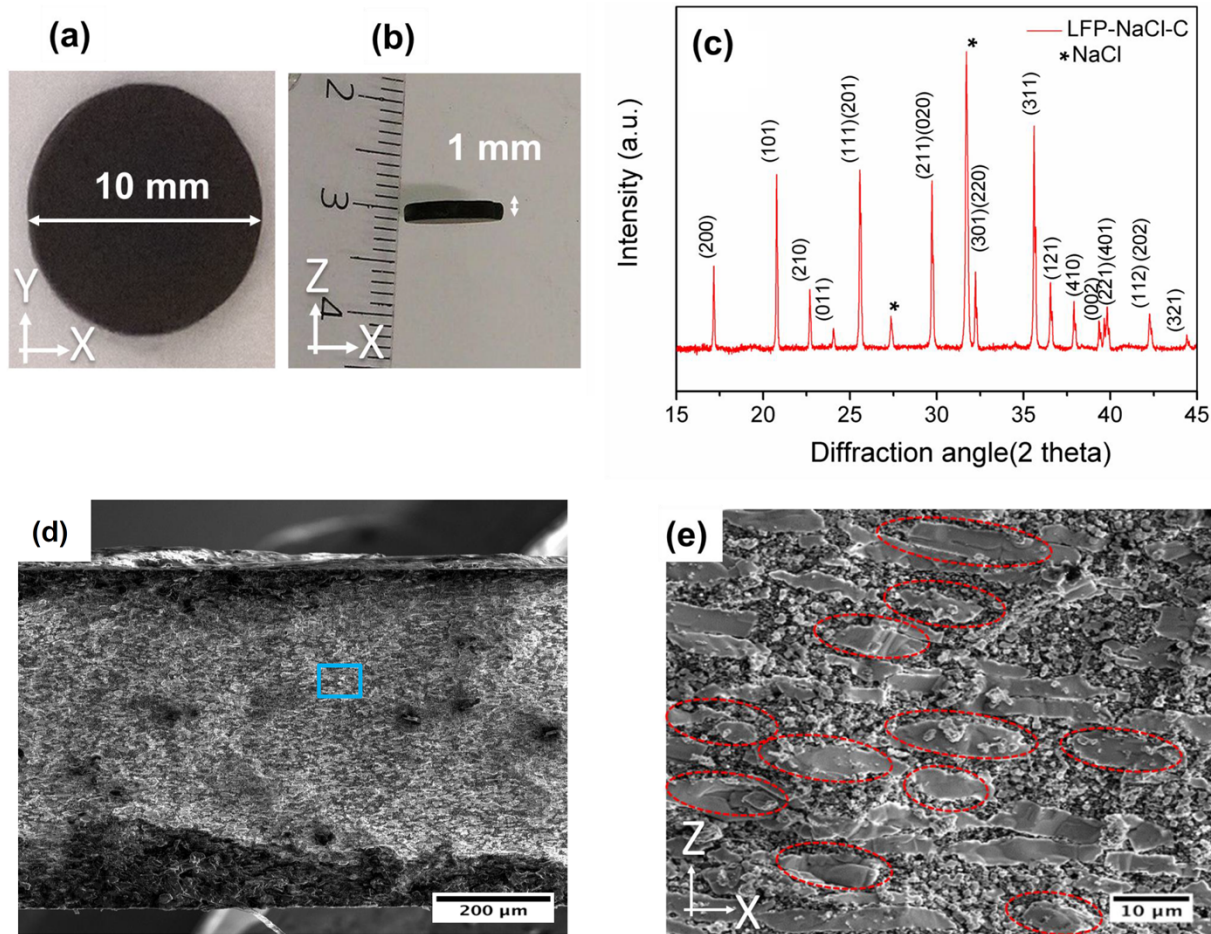 (a)
10 mm
Y
X
(b)
2
3
4
1 mm
Z
X
(c)
LFP-NaCl-C
*NaCl
*
*
Intensity (a.u.)
(200)
(101)
(210)
(011)
(111)(201)
(211)(020)
(301)(220)
(311)
(121)
(410)
(002)
(221)(401)
(112)(202)
(321)
15 20 25 30 35 40 45
Diffraction angle(2 theta)
(d)
200 µm
(e)
Z
X
10 µm